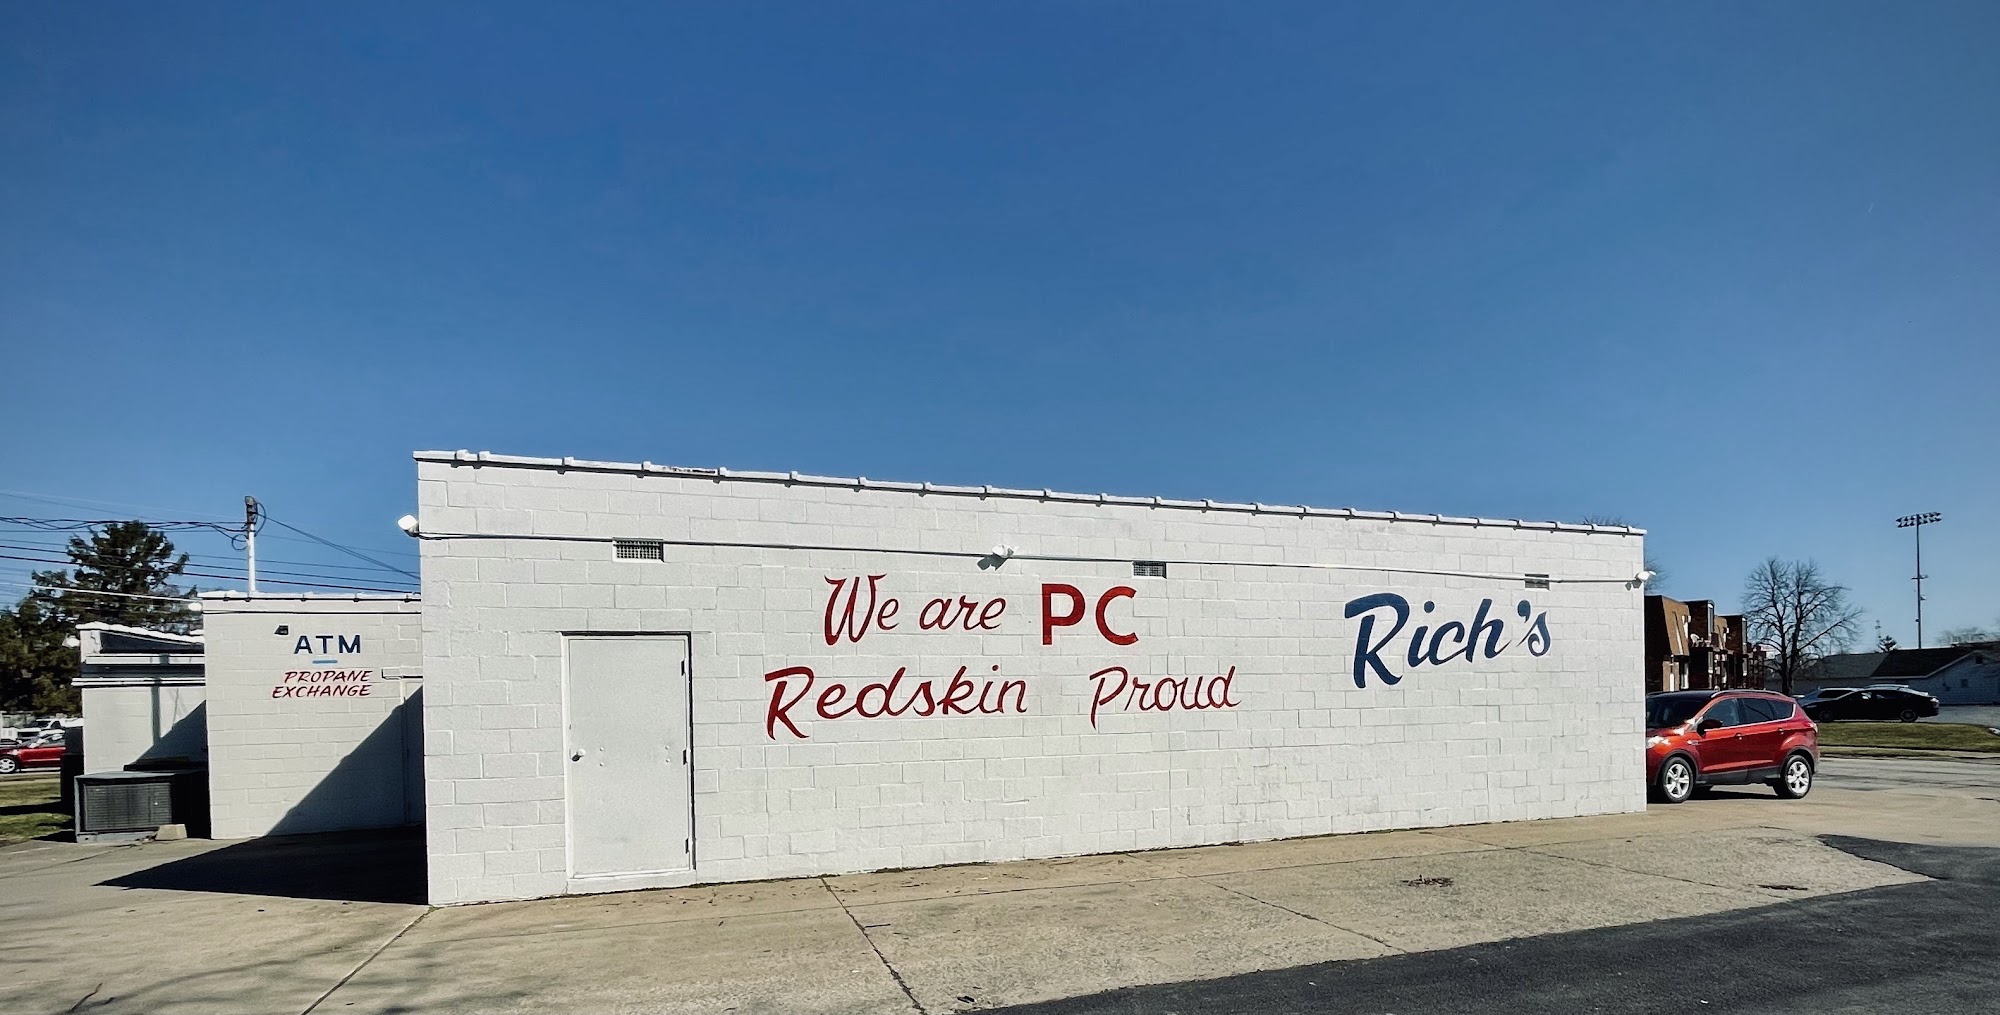 ATM
PROPANE
EXCHANGE
We are PC
Redskin Proud
Rich's